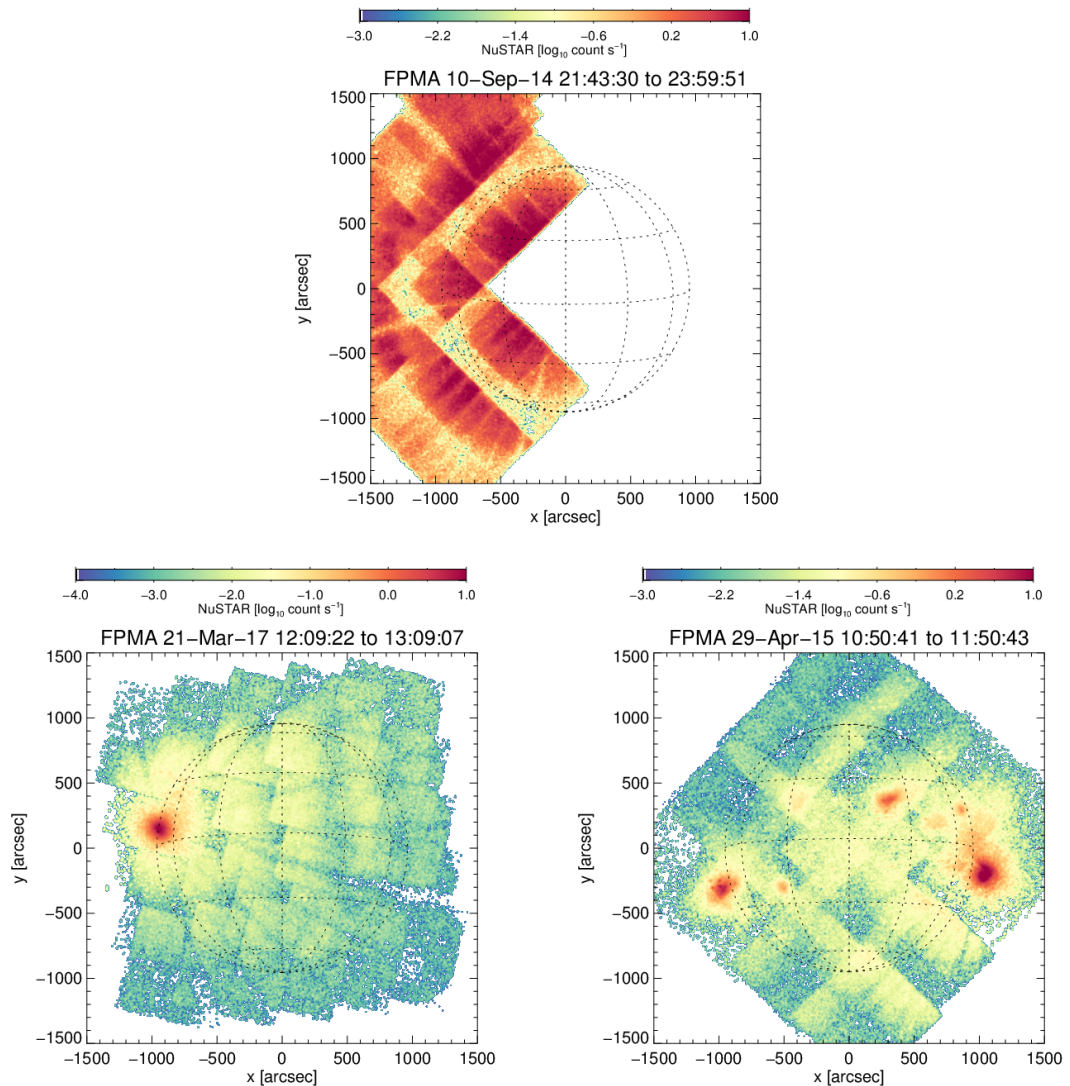 −3.0 −2.2 −1.4 −0.6 0.2 1.0
NuSTAR [log₁₀ count s⁻¹]
FPMA 10−Sep−14 21:43:30 to 23:59:51
1500
1000
500
0
−500
−1000
−1500
y [arcsec]
−1500 −1000 −500 0 500 1000 1500
x [arcsec]
−4.0 −3.0 −2.0 −1.0 0.0 1.0
NuSTAR [log₁₀ count s⁻¹]
FPMA 21−Mar−17 12:09:22 to 13:09:07
1500
1000
500
0
−500
−1000
−1500
y [arcsec]
−1500 −1000 −500 0 500 1000 1500
x [arcsec]
−3.0 −2.2 −1.4 −0.6 0.2 1.0
NuSTAR [log₁₀ count s⁻¹]
FPMA 29−Apr−15 10:50:41 to 11:50:43
1500
1000
500
0
−500
−1000
−1500
y [arcsec]
−1500 −1000 −500 0 500 1000 1500
x [arcsec]